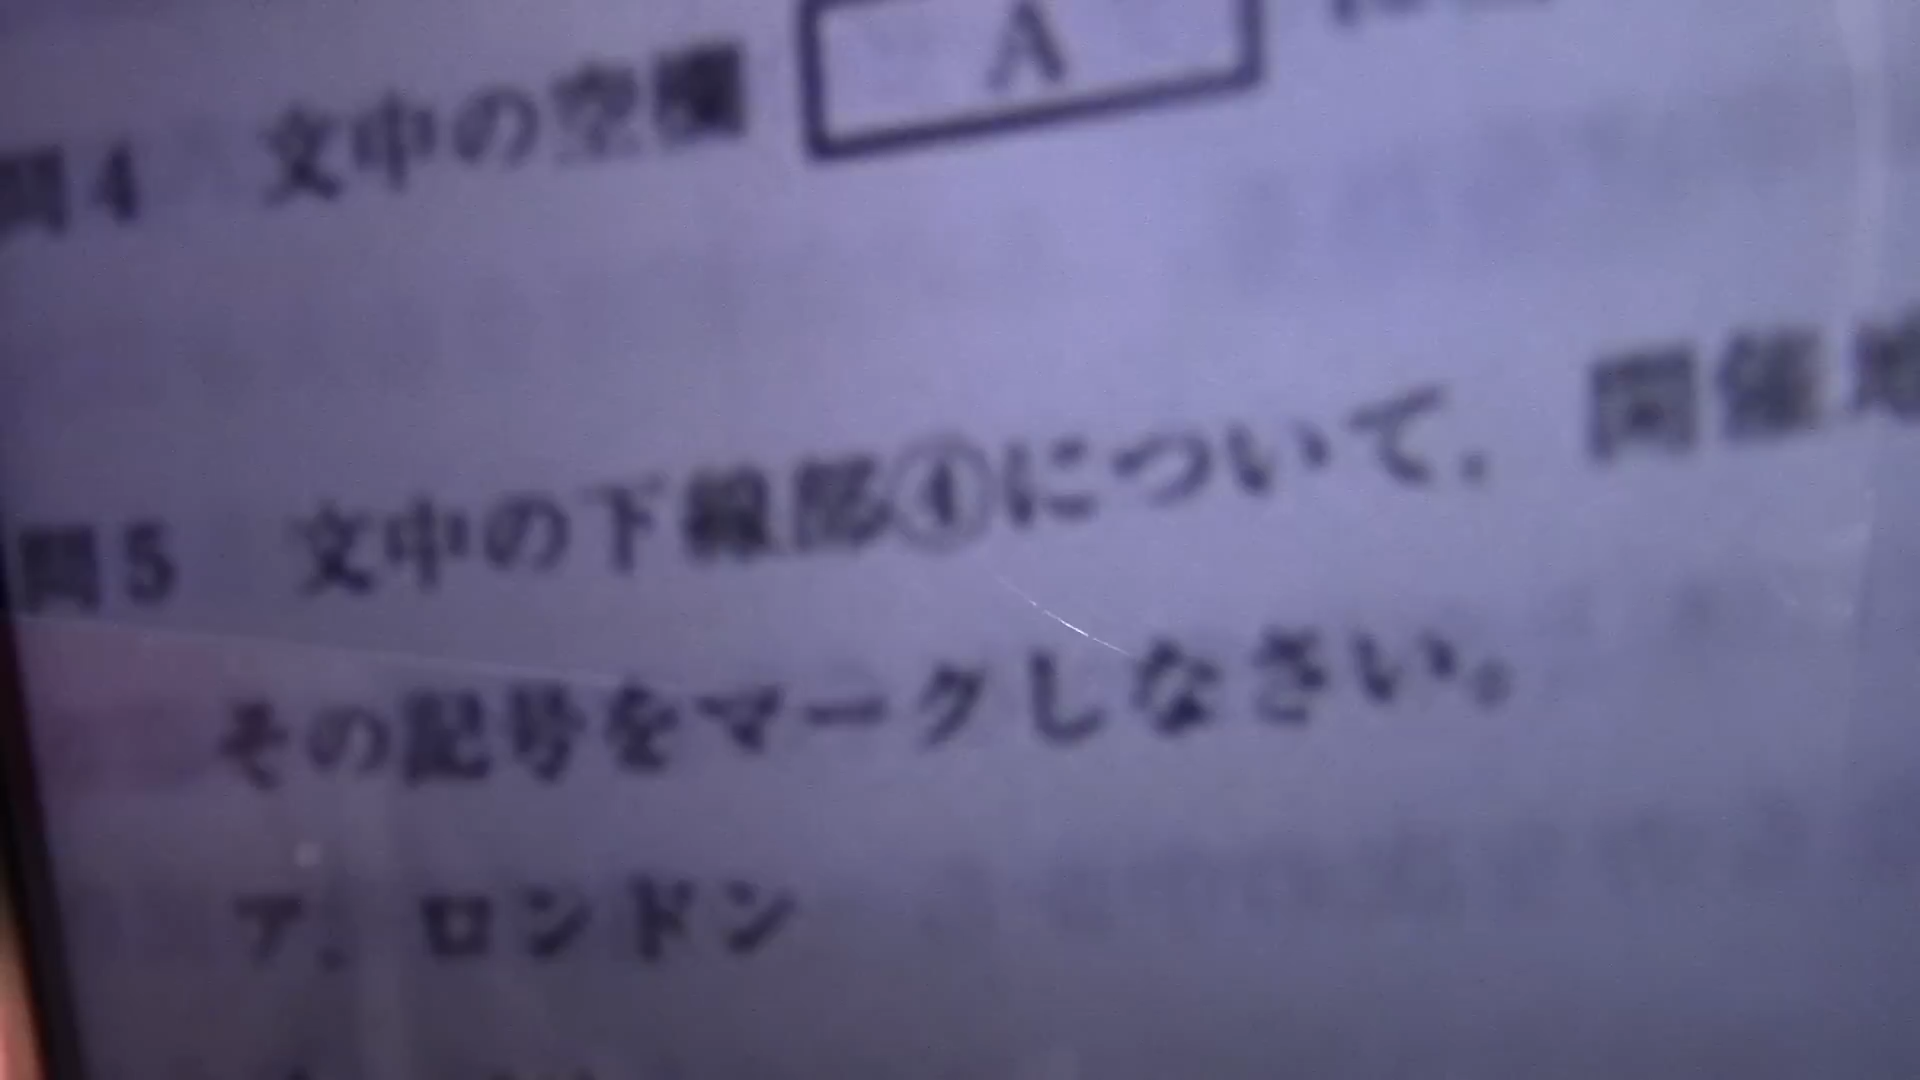 問4 文中の空欄 A
問5 文中の下線部④について，開催地
その記号をマークしなさい。
ア．ロンドン